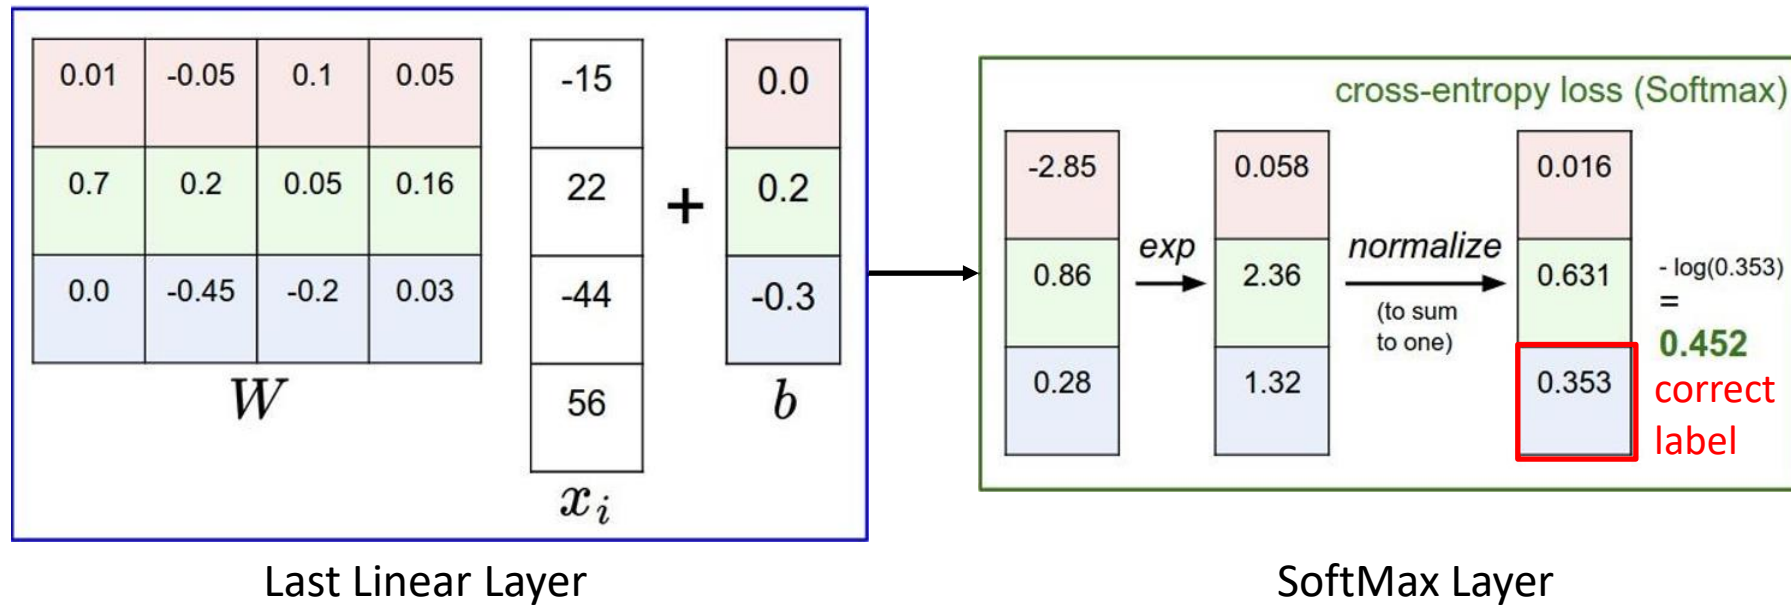 0.01 -0.05 0.1 0.05
0.7 0.2 0.05 0.16
0.0 -0.45 -0.2 0.03
W
-15
22
-44
56
x_i
+
0.0
0.2
-0.3
b
Last Linear Layer
cross-entropy loss (Softmax)
-2.85
0.86
0.28
exp
0.058
2.36
1.32
normalize
(to sum
to one)
0.016
0.631
0.353
- log(0.353)
=
0.452
correct
label
SoftMax Layer